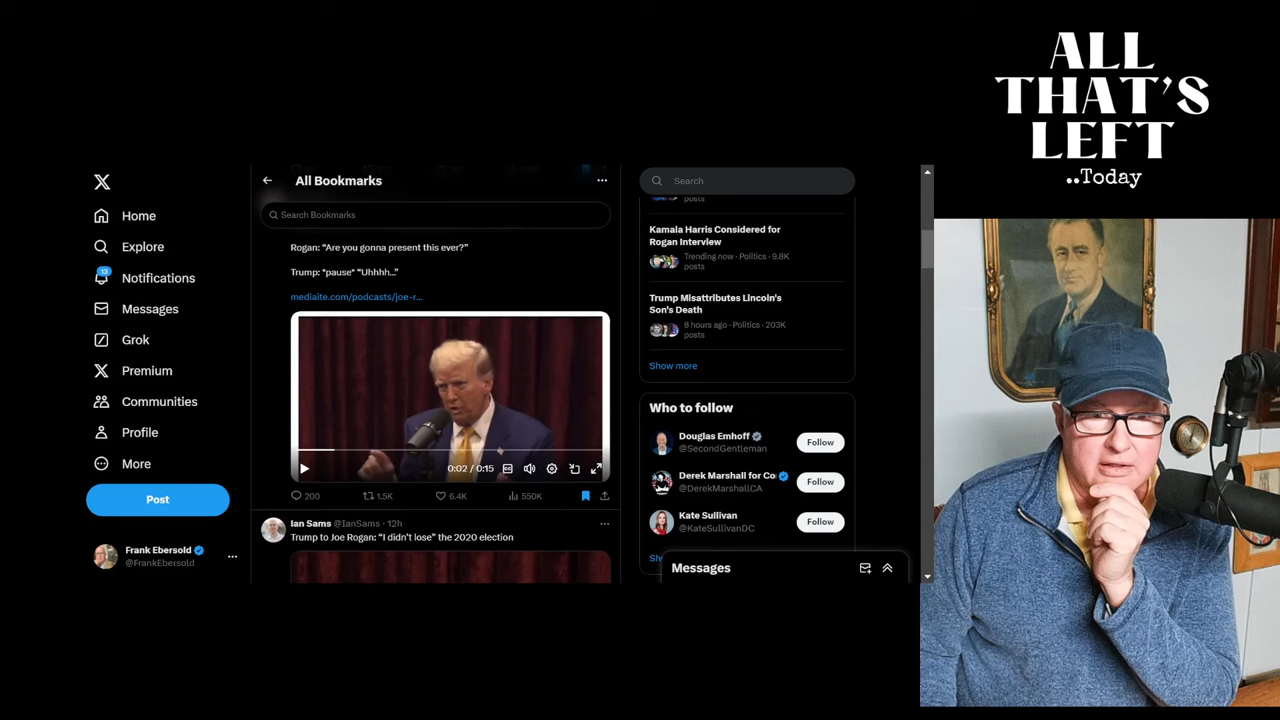 ALL
THAT'S
LEFT
..Today
Home
Explore
13
Notifications
Messages
Grok
Premium
Communities
Profile
More
Post
Frank Ebersold
@FrankEbersold
All Bookmarks
Search Bookmarks
Rogan: “Are you gonna present this ever?”
Trump: *pause* “Uhhhh...”
mediaite.com/podcasts/joe-r...
0:02 / 0:15
200
1.5K
6.4K
550K
Ian Sams @IanSams · 12h
Trump to Joe Rogan: “I didn’t lose” the 2020 election
Search
posts
Kamala Harris Considered for
Rogan Interview
Trending now · Politics · 9.8K
posts
Trump Misattributes Lincoln's
Son's Death
8 hours ago · Politics · 203K
posts
Show more
Who to follow
Douglas Emhoff
@SecondGentleman
Follow
Derek Marshall for Co
@DerekMarshallCA
Follow
Kate Sullivan
@KateSullivanDC
Follow
Messages